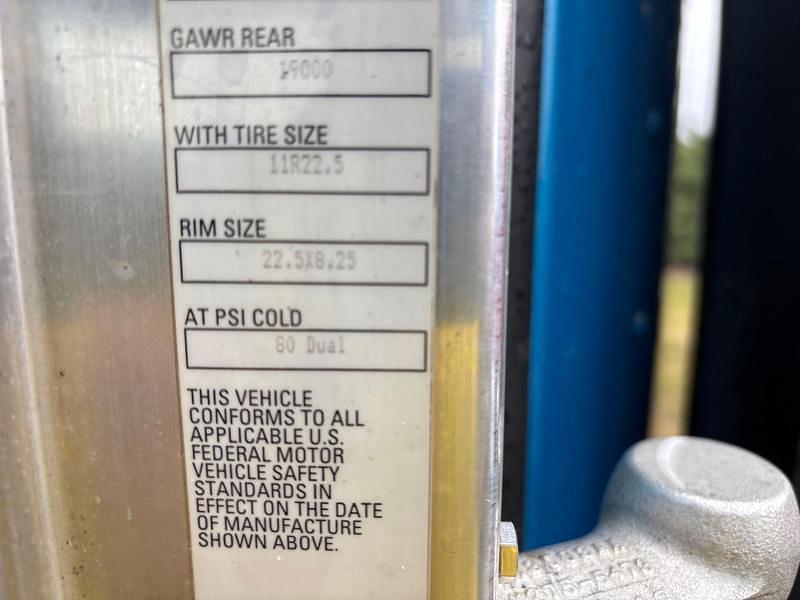 GAWR REAR
19000
WITH TIRE SIZE
11R22.5
RIM SIZE
22.5X8.25
AT PSI COLD
80 Dual
THIS VEHICLE
CONFORMS TO ALL
APPLICABLE U.S.
FEDERAL MOTOR
VEHICLE SAFETY
STANDARDS IN
EFFECT ON THE DATE
OF MANUFACTURE
SHOWN ABOVE.